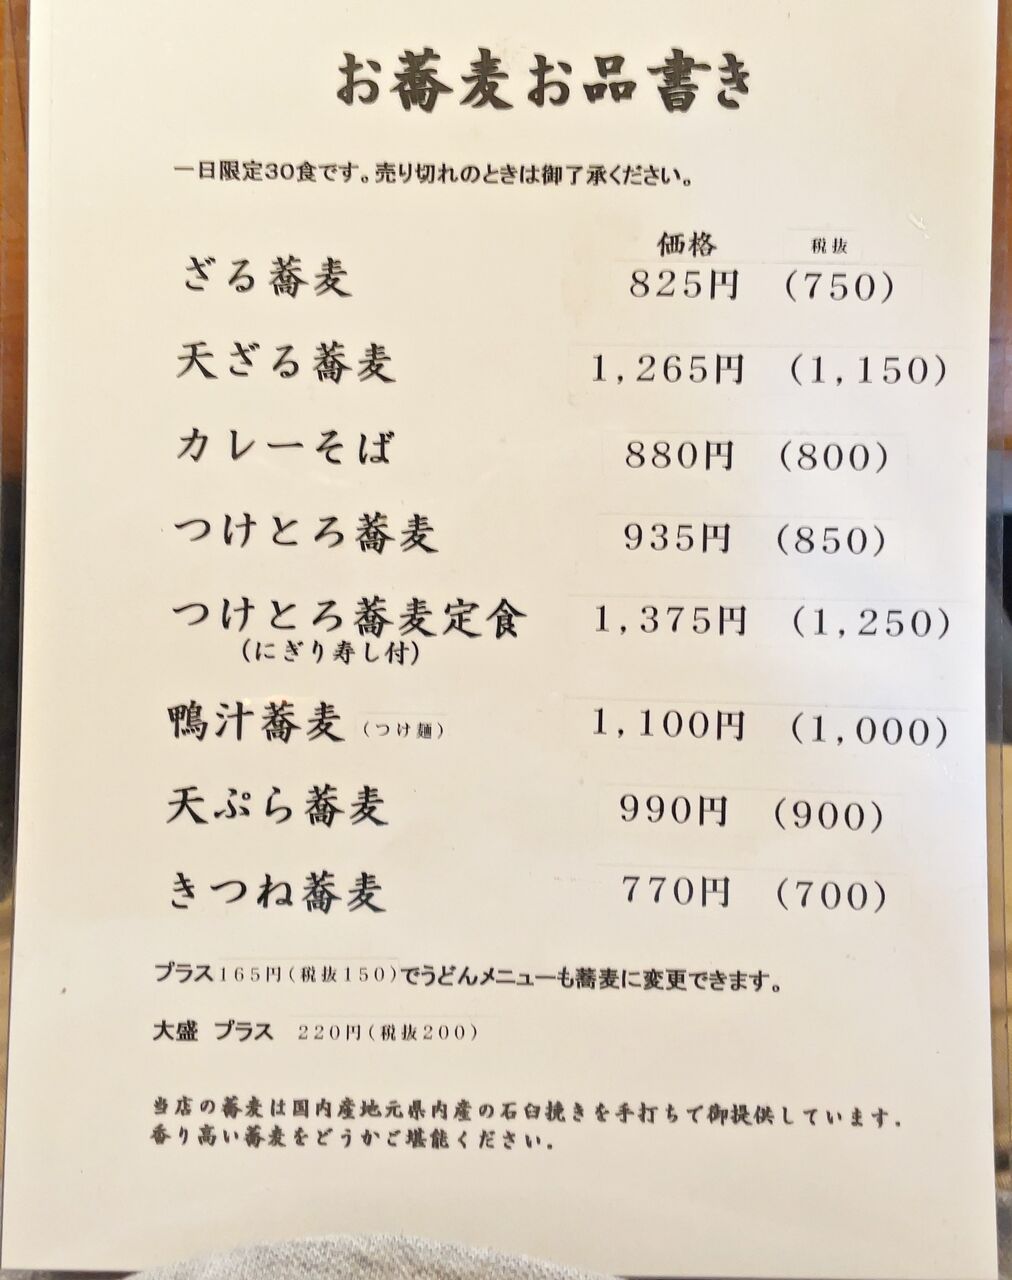 お蕎麦お品書き
一日限定30食です。売り切れのときは御了承ください。
価格 税抜
ざる蕎麦 825円 (750)
天ざる蕎麦 1,265円 (1,150)
カレーそば 880円 (800)
つけとろ蕎麦 935円 (850)
つけとろ蕎麦定食 1,375円 (1,250)
(にぎり寿し付)
鴨汁蕎麦 (つけ麺) 1,100円 (1,000)
天ぷら蕎麦 990円 (900)
きつね蕎麦 770円 (700)
プラス165円(税抜150)でうどんメニューも蕎麦に変更できます。
大盛 プラス 220円(税抜200)
当店の蕎麦は国内産地元県内産の石臼挽きを手打ちで御提供しています.
香り高い蕎麦をどうかご堪能ください.